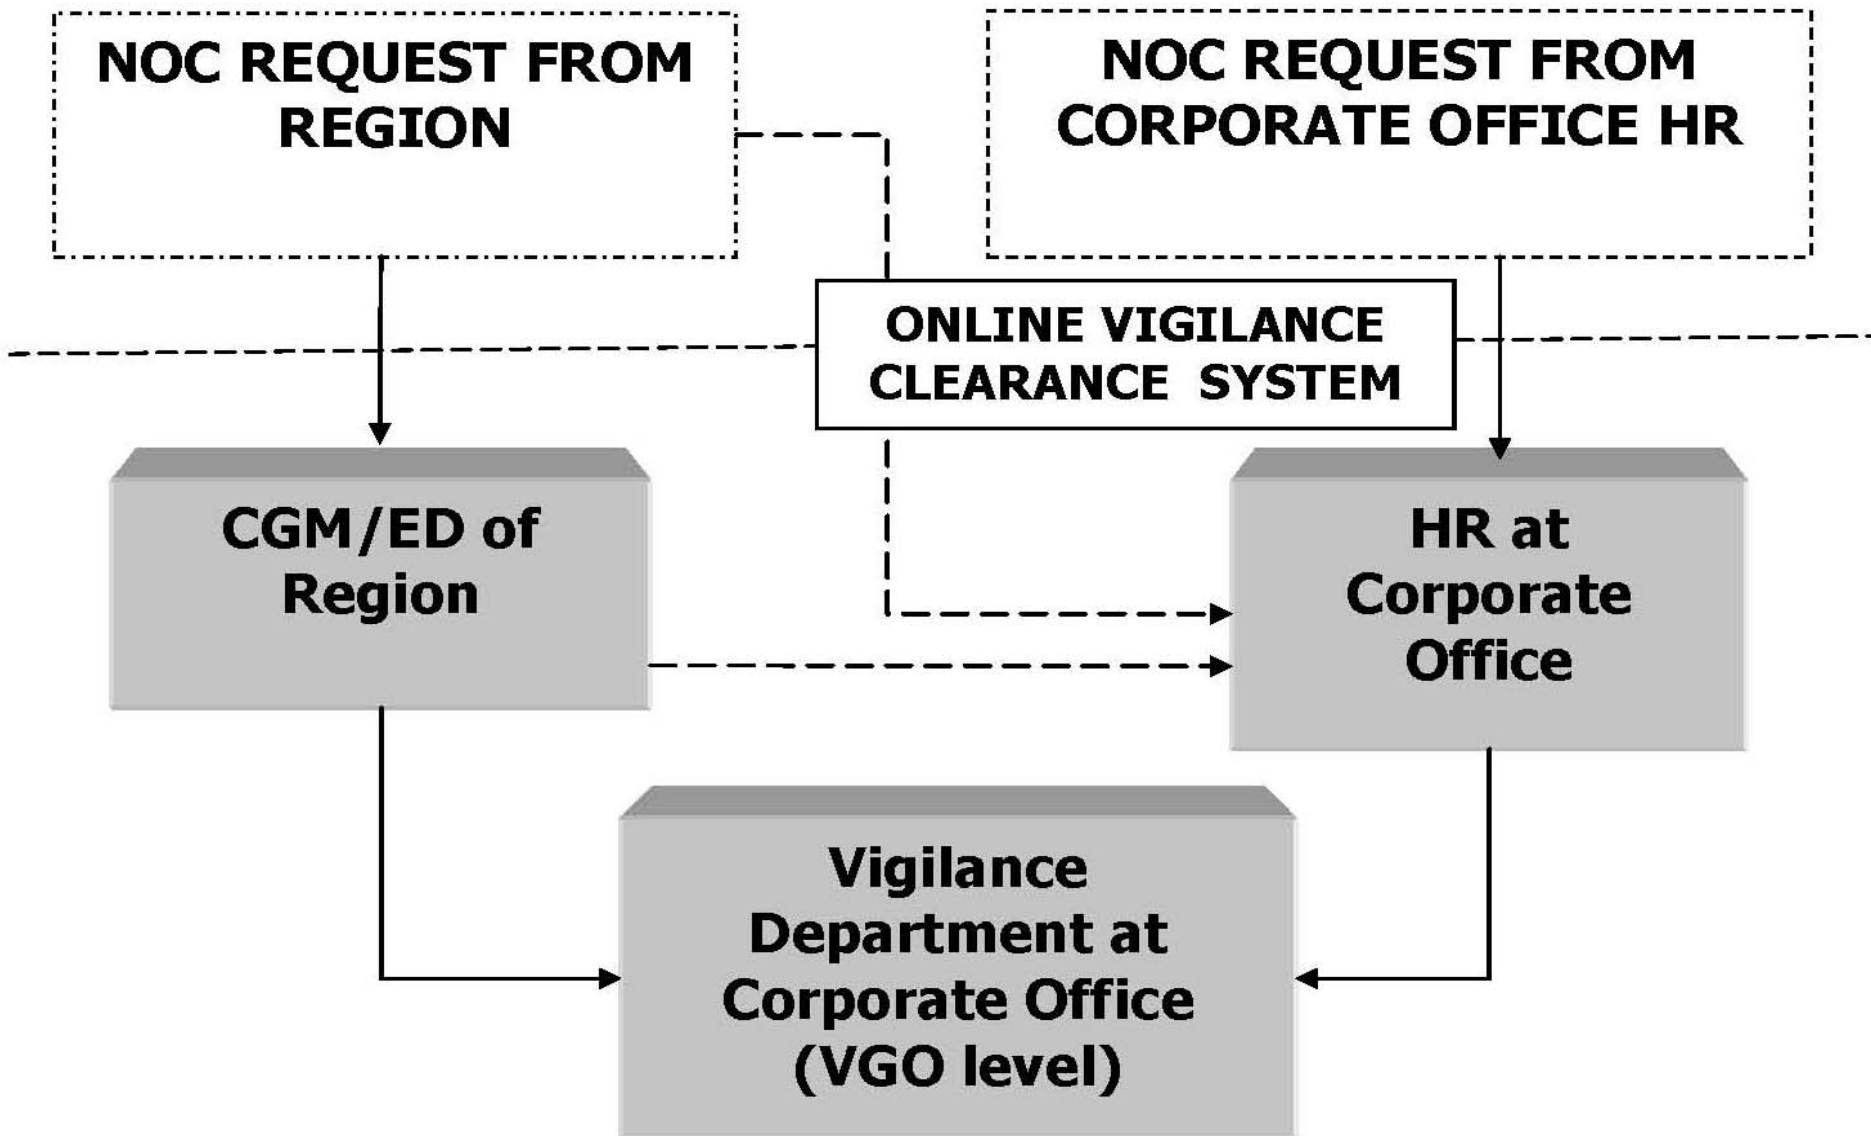 NOC REQUEST FROM
REGION
NOC REQUEST FROM
CORPORATE OFFICE HR
ONLINE VIGILANCE
CLEARANCE SYSTEM
CGM/ED of
Region
HR at
Corporate
Office
Vigilance
Department at
Corporate Office
(VGO level)